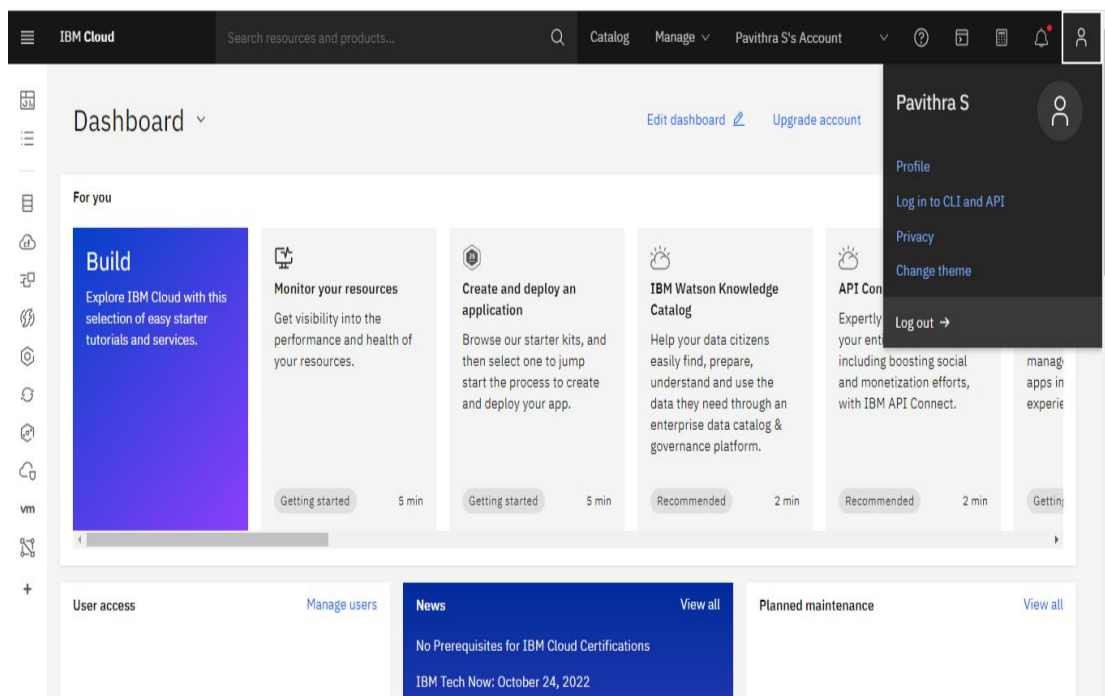 IBM Cloud
Search resources and products...
Catalog
Manage
Pavithra S's Account
Dashboard
Edit dashboard
Upgrade account
Pavithra S
Profile
Log in to CLI and API
Privacy
Change theme
Log out →
For you
Build
Explore IBM Cloud with this
selection of easy starter
tutorials and services.
Monitor your resources
Get visibility into the
performance and health of
your resources.
Getting started
5 min
Create and deploy an
application
Browse our starter kits, and
then select one to jump
start the process to create
and deploy your app.
Getting started
5 min
IBM Watson Knowledge
Catalog
Help your data citizens
easily find, prepare,
understand and use the
data they need through an
enterprise data catalog &
governance platform.
Recommended
2 min
API Con
Expertly
your ent
including boosting social
and monetization efforts,
with IBM API Connect.
Recommended
2 min
manag
apps in
experie
Getting
vm
User access
Manage users
News
View all
No Prerequisites for IBM Cloud Certifications
IBM Tech Now: October 24, 2022
Planned maintenance
View all